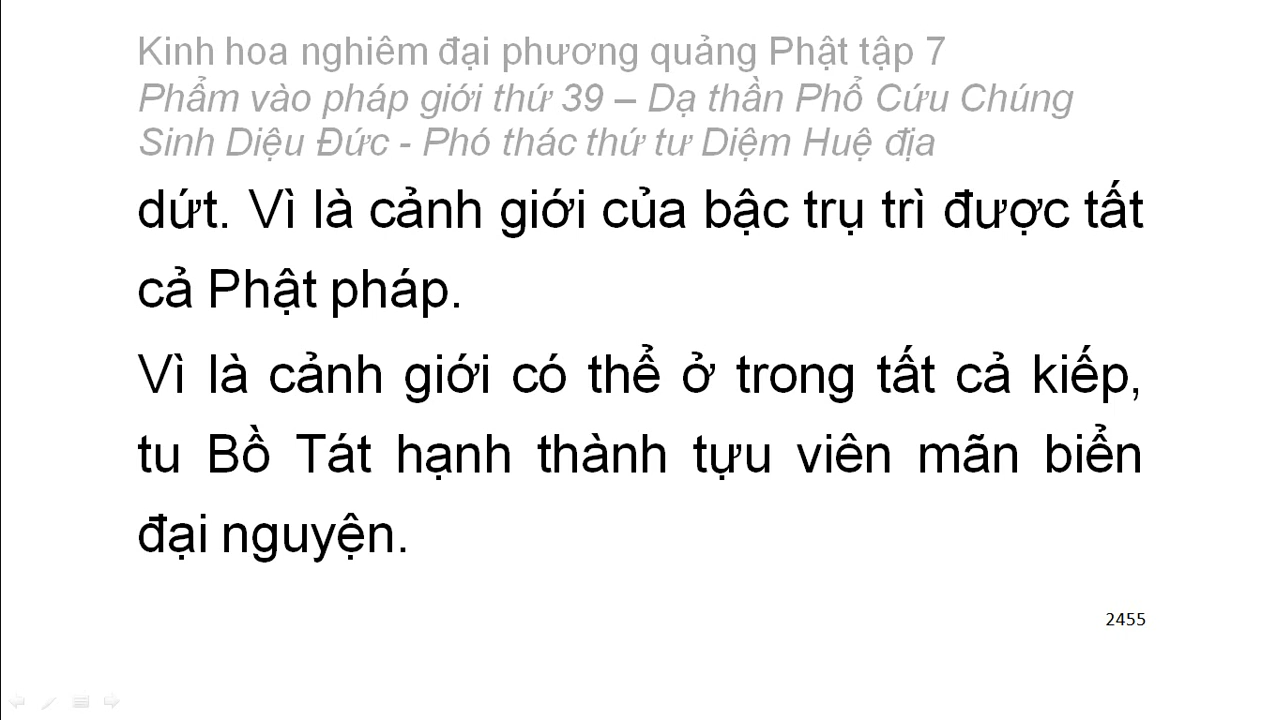 Kinh hoa nghiêm đại phương quảng Phật tập 7
Phẩm vào pháp giới thứ 39 – Dạ thần Phổ Cứu Chúng
Sinh Diệu Đức - Phó thác thứ tư Diệm Huệ địa
dứt. Vì là cảnh giới của bậc trụ trì được tất
cả Phật pháp.
Vì là cảnh giới có thể ở trong tất cả kiếp,
tu Bồ Tát hạnh thành tựu viên mãn biển
đại nguyện.
2455